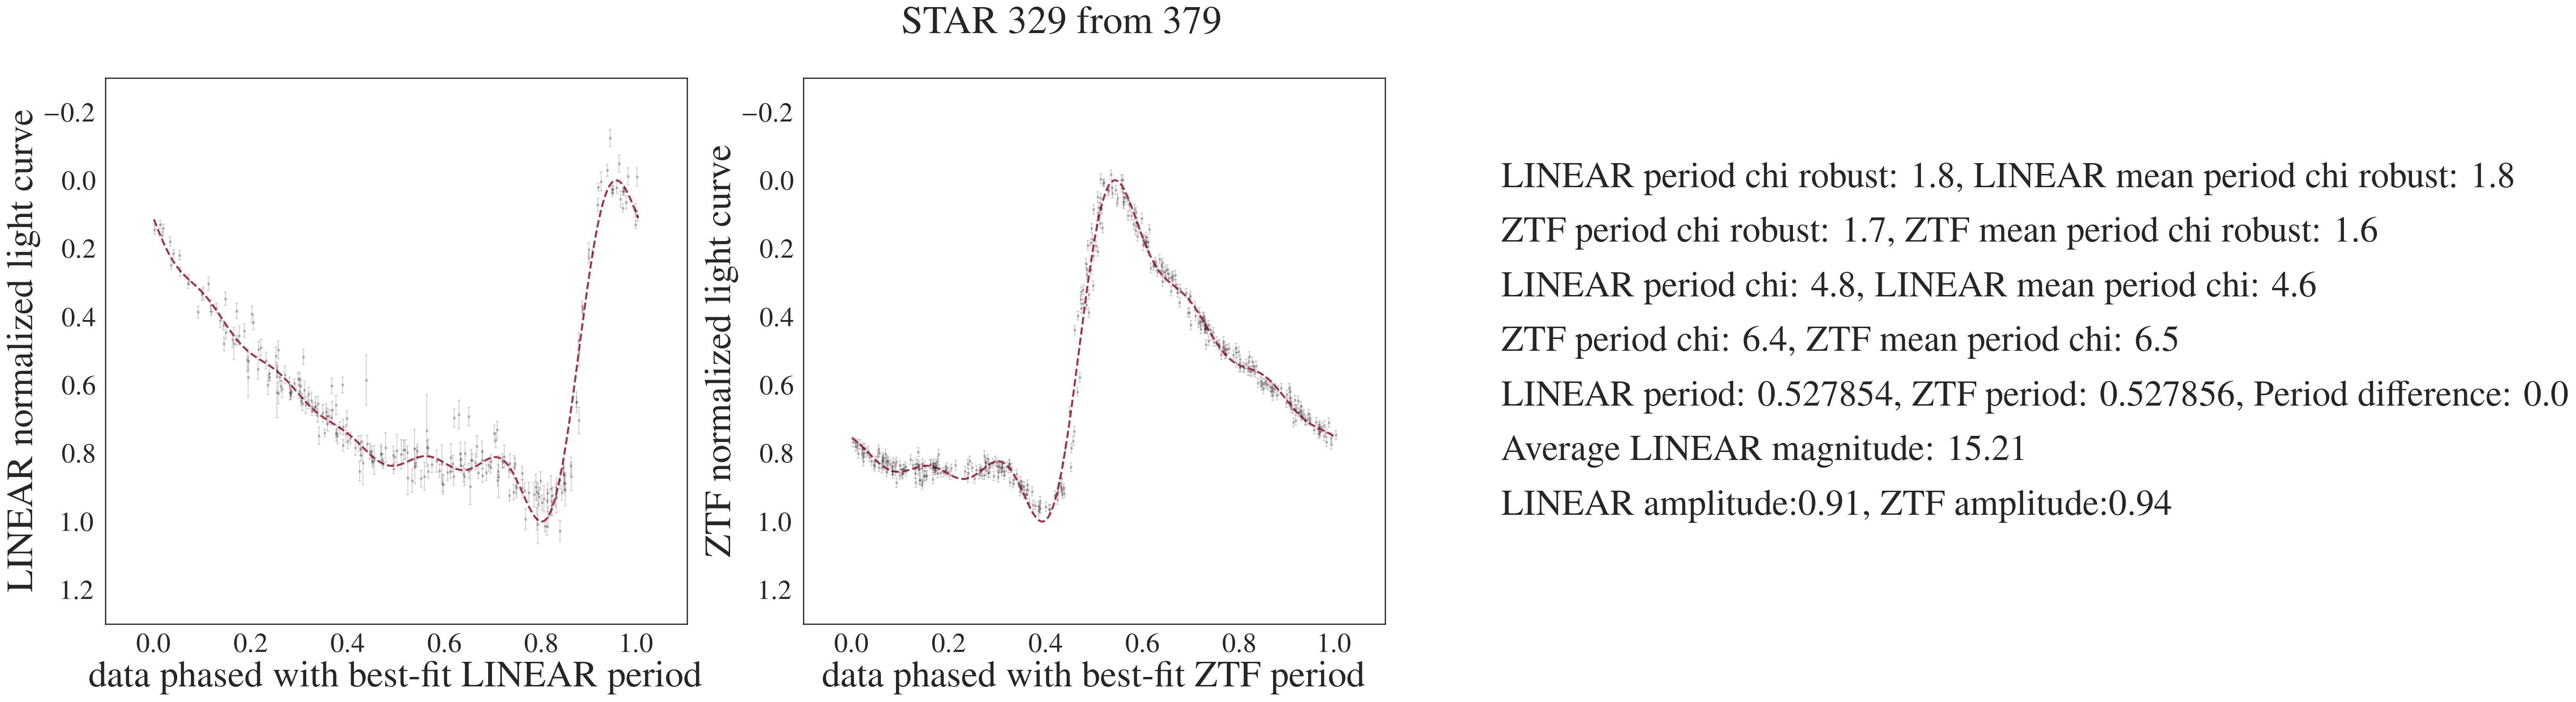 STAR 329 from 379
LINEAR normalized light curve
−0.2
0.0
0.2
0.4
0.6
0.8
1.0
1.2
0.0 0.2 0.4 0.6 0.8 1.0
data phased with best-fit LINEAR period
ZTF normalized light curve
−0.2
0.0
0.2
0.4
0.6
0.8
1.0
1.2
0.0 0.2 0.4 0.6 0.8 1.0
data phased with best-fit ZTF period
LINEAR period chi robust: 1.8, LINEAR mean period chi robust: 1.8
ZTF period chi robust: 1.7, ZTF mean period chi robust: 1.6
LINEAR period chi: 4.8, LINEAR mean period chi: 4.6
ZTF period chi: 6.4, ZTF mean period chi: 6.5
LINEAR period: 0.527854, ZTF period: 0.527856, Period difference: 0.0
Average LINEAR magnitude: 15.21
LINEAR amplitude:0.91, ZTF amplitude:0.94